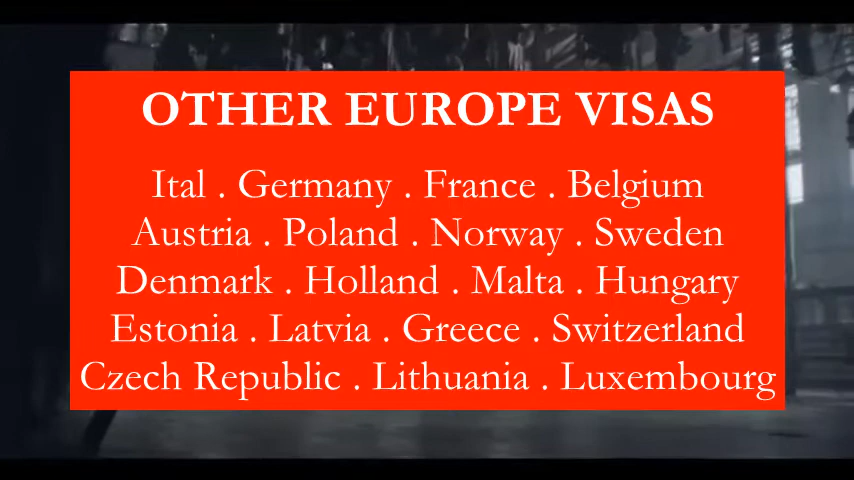 OTHER EUROPE VISAS
Ital . Germany . France . Belgium
Austria . Poland . Norway . Sweden
Denmark . Holland . Malta . Hungary
Estonia . Latvia . Greece . Switzerland
Czech Republic . Lithuania . Luxembourg